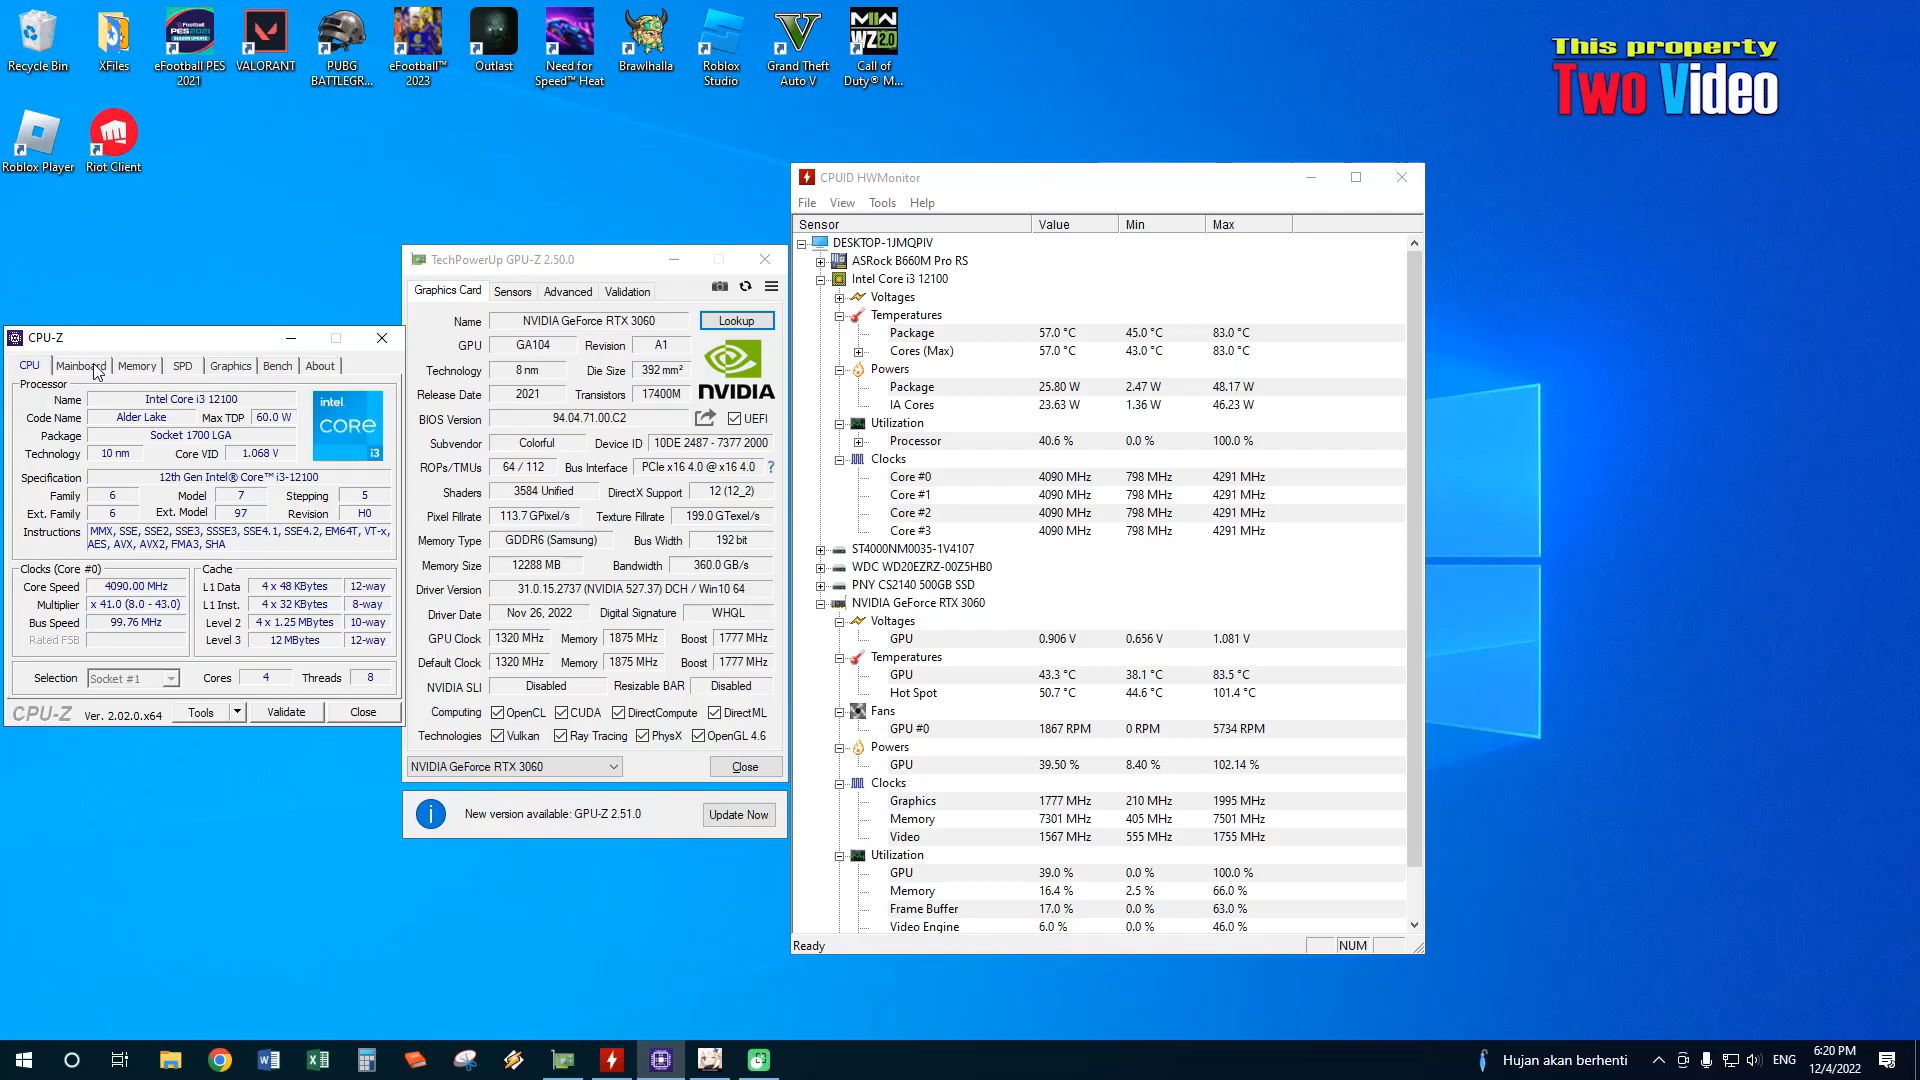 Recycle Bin
XFiles
eFootball PES
2021
VALORANT
PUBG
BATTLEGR...
eFootball™
2023
Outlast
Need for
Speed™ Heat
Brawlhalla
Roblox
Studio
Grand Theft
Auto V
Call of
Duty® M...
Roblox Player
Riot Client
This property
Two Video
CPU-Z
CPU Mainboard Memory SPD Graphics Bench About
Processor
Name Intel Core i3 12100
Code Name Alder Lake Max TDP 60.0 W
Package Socket 1700 LGA
Technology 10 nm Core VID 1.068 V
intel
CORE
i3
Specification 12th Gen Intel® Core™ i3-12100
Family 6 Model 7 Stepping 5
Ext. Family 6 Ext. Model 97 Revision H0
Instructions MMX, SSE, SSE2, SSE3, SSSE3, SSE4.1, SSE4.2, EM64T, VT-x,
AES, AVX, AVX2, FMA3, SHA
Clocks (Core #0)
Core Speed 4090.00 MHz
Multiplier x 41.0 (8.0 - 43.0)
Bus Speed 99.76 MHz
Rated FSB
Cache
L1 Data 4 x 48 KBytes 12-way
L1 Inst. 4 x 32 KBytes 8-way
Level 2 4 x 1.25 MBytes 10-way
Level 3 12 MBytes 12-way
Selection Socket #1 Cores 4 Threads 8
CPU-Z Ver. 2.02.0.x64 Tools Validate Close
TechPowerUp GPU-Z 2.50.0
Graphics Card Sensors Advanced Validation
Name NVIDIA GeForce RTX 3060 Lookup
GPU GA104 Revision A1
Technology 8 nm Die Size 392 mm²
Release Date 2021 Transistors 17400M
NVIDIA
BIOS Version 94.04.71.00.C2 UEFI
Subvendor Colorful Device ID 10DE 2487 - 7377 2000
ROPs/TMUs 64 / 112 Bus Interface PCIe x16 4.0 @ x16 4.0 ?
Shaders 3584 Unified DirectX Support 12 (12_2)
Pixel Fillrate 113.7 GPixel/s Texture Fillrate 199.0 GTexel/s
Memory Type GDDR6 (Samsung) Bus Width 192 bit
Memory Size 12288 MB Bandwidth 360.0 GB/s
Driver Version 31.0.15.2737 (NVIDIA 527.37) DCH / Win10 64
Driver Date Nov 26, 2022 Digital Signature WHQL
GPU Clock 1320 MHz Memory 1875 MHz Boost 1777 MHz
Default Clock 1320 MHz Memory 1875 MHz Boost 1777 MHz
NVIDIA SLI Disabled Resizable BAR Disabled
Computing OpenCL CUDA DirectCompute DirectML
Technologies Vulkan Ray Tracing PhysX OpenGL 4.6
NVIDIA GeForce RTX 3060 Close
New version available: GPU-Z 2.51.0 Update Now
CPUID HWMonitor
File View Tools Help
Sensor Value Min Max
DESKTOP-1JMQPIV
ASRock B660M Pro RS
Intel Core i3 12100
Voltages
Temperatures
Package 57.0 °C 45.0 °C 83.0 °C
Cores (Max) 57.0 °C 43.0 °C 83.0 °C
Powers
Package 25.80 W 2.47 W 48.17 W
IA Cores 23.63 W 1.36 W 46.23 W
Utilization
Processor 40.6 % 0.0 % 100.0 %
Clocks
Core #0 4090 MHz 798 MHz 4291 MHz
Core #1 4090 MHz 798 MHz 4291 MHz
Core #2 4090 MHz 798 MHz 4291 MHz
Core #3 4090 MHz 798 MHz 4291 MHz
ST4000NM0035-1V4107
WDC WD20EZRZ-00Z5HB0
PNY CS2140 500GB SSD
NVIDIA GeForce RTX 3060
Voltages
GPU 0.906 V 0.656 V 1.081 V
Temperatures
GPU 43.3 °C 38.1 °C 83.5 °C
Hot Spot 50.7 °C 44.6 °C 101.4 °C
Fans
GPU #0 1867 RPM 0 RPM 5734 RPM
Powers
GPU 39.50 % 8.40 % 102.14 %
Clocks
Graphics 1777 MHz 210 MHz 1995 MHz
Memory 7301 MHz 405 MHz 7501 MHz
Video 1567 MHz 555 MHz 1755 MHz
Utilization
GPU 39.0 % 0.0 % 100.0 %
Memory 16.4 % 2.5 % 66.0 %
Frame Buffer 17.0 % 0.0 % 63.0 %
Video Engine 6.0 % 0.0 % 46.0 %
Ready NUM
Hujan akan berhenti ENG 6:20 PM
12/4/2022